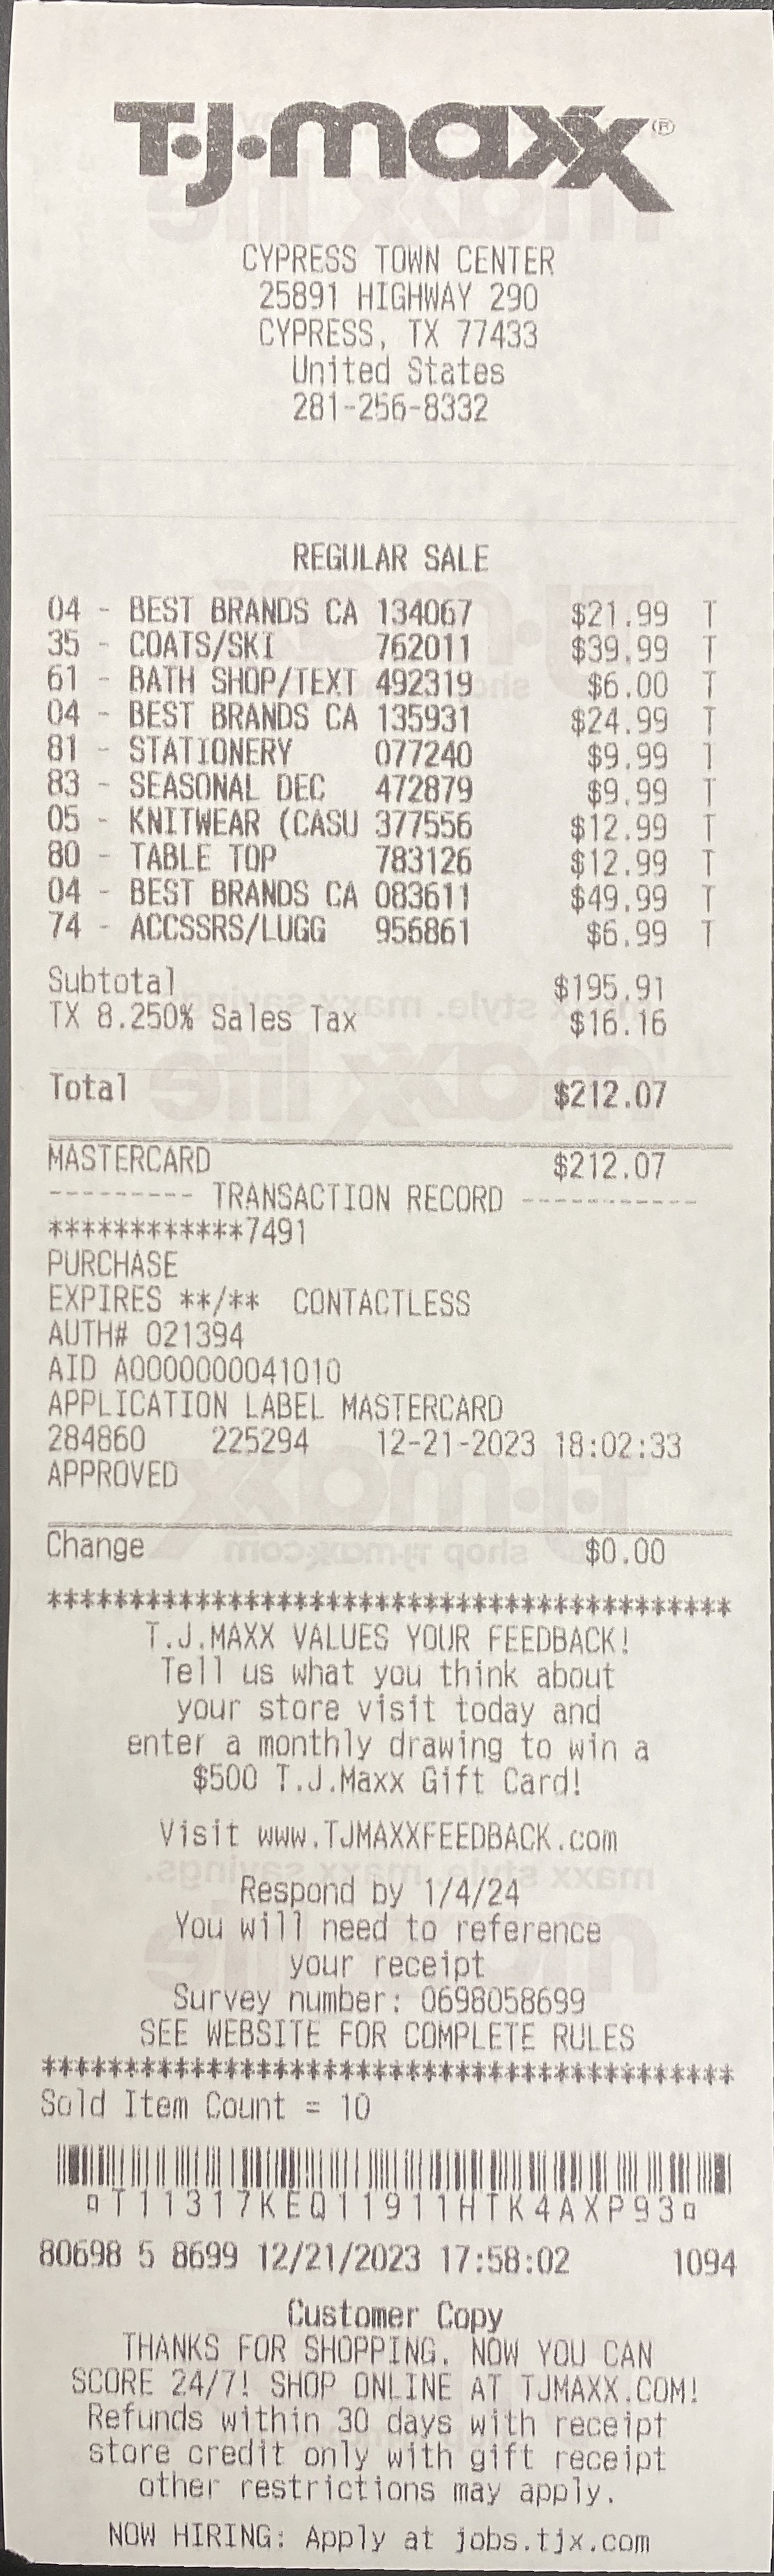 T·J·maxx®
CYPRESS TOWN CENTER
25891 HIGHWAY 290
CYPRESS, TX 77433
United States
281-256-8332
REGULAR SALE
04 - BEST BRANDS CA 134067 $21.99 T
35 - COATS/SKI 762011 $39.99 T
61 - BATH SHOP/TEXT 492319 $6.00 T
04 - BEST BRANDS CA 135931 $24.99 T
81 - STATIONERY 077240 $9.99 T
83 - SEASONAL DEC 472879 $9.99 T
05 - KNITWEAR (CASU 377556 $12.99 T
80 - TABLE TOP 783126 $12.99 T
04 - BEST BRANDS CA 083611 $49.99 T
74 - ACCSSRS/LUGG 956861 $6.99 T
Subtotal $195.91
TX 8.250% Sales Tax $16.16
Total $212.07
MASTERCARD $212.07
--------- TRANSACTION RECORD -----------
************7491
PURCHASE
EXPIRES **/** CONTACTLESS
AUTH# 021394
AID A0000000041010
APPLICATION LABEL MASTERCARD
284860 225294 12-21-2023 18:02:33
APPROVED
Change $0.00
******************************************
T.J.MAXX VALUES YOUR FEEDBACK!
Tell us what you think about
your store visit today and
enter a monthly drawing to win a
$500 T.J.Maxx Gift Card!
Visit www.TJMAXXFEEDBACK.com
Respond by 1/4/24
You will need to reference
your receipt
Survey number: 0698058699
SEE WEBSITE FOR COMPLETE RULES
******************************************
Sold Item Count = 10
¤T11317KEQ11911HTK4AXP93¤
80698 5 8699 12/21/2023 17:58:02 1094
Customer Copy
THANKS FOR SHOPPING. NOW YOU CAN
SCORE 24/7! SHOP ONLINE AT TJMAXX.COM!
Refunds within 30 days with receipt
store credit only with gift receipt
other restrictions may apply.
NOW HIRING: Apply at jobs.tjx.com